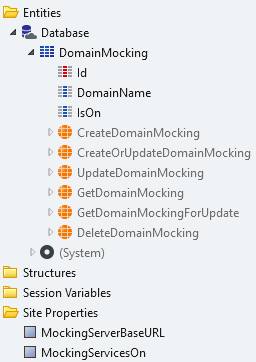 Entities
Database
DomainMocking
Id
DomainName
IsOn
CreateDomainMocking
CreateOrUpdateDomainMocking
UpdateDomainMocking
GetDomainMocking
GetDomainMockingForUpdate
DeleteDomainMocking
(System)
Structures
Session Variables
Site Properties
MockingServerBaseURL
MockingServicesOn